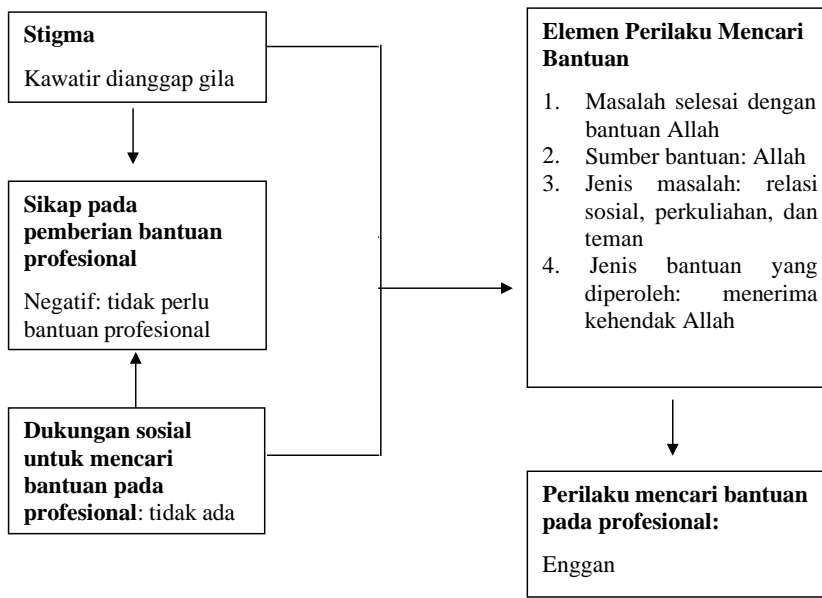 Stigma
Kawatir dianggap gila
Sikap pada
pemberian bantuan
profesional
Negatif: tidak perlu
bantuan profesional
Dukungan sosial
untuk mencari
bantuan pada
profesional: tidak ada
Elemen Perilaku Mencari
Bantuan
1. Masalah selesai dengan
bantuan Allah
2. Sumber bantuan: Allah
3. Jenis masalah: relasi
sosial, perkuliahan, dan
teman
4. Jenis bantuan yang
diperoleh: menerima
kehendak Allah
Perilaku mencari bantuan
pada profesional:
Enggan